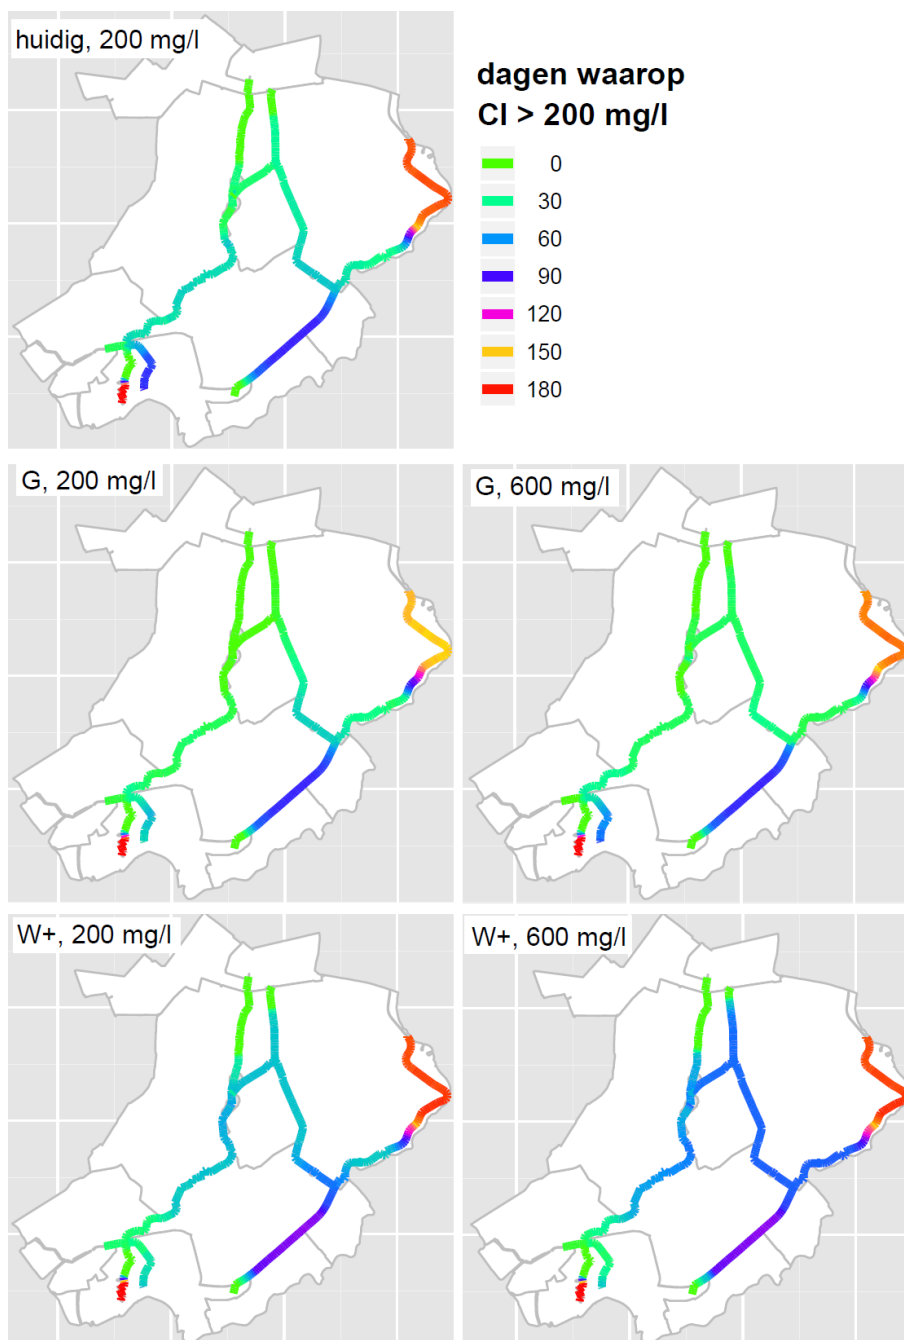 huidig, 200 mg/l
dagen waarop
Cl > 200 mg/l
0
30
60
90
120
150
180
G, 200 mg/l
G, 600 mg/l
W+, 200 mg/l
W+, 600 mg/l